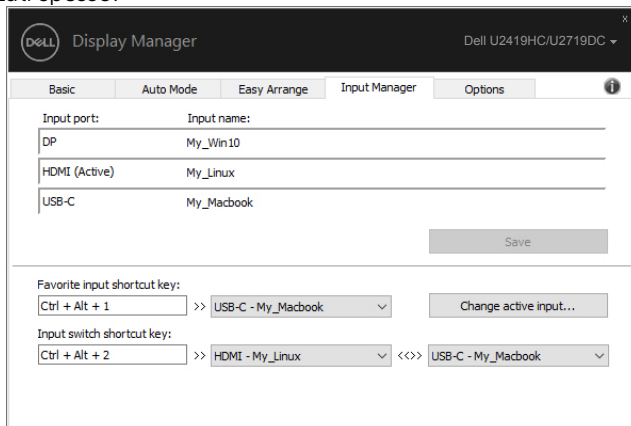 DELL Display Manager Dell U2419HC/U2719DC
Basic Auto Mode Easy Arrange Input Manager Options
Input port: Input name:
DP My_Win10
HDMI (Active) My_Linux
USB-C My_Macbook
Save
Favorite input shortcut key:
Ctrl + Alt + 1 >> USB-C - My_Macbook Change active input...
Input switch shortcut key:
Ctrl + Alt + 2 >> HDMI - My_Linux <<>> USB-C - My_Macbook